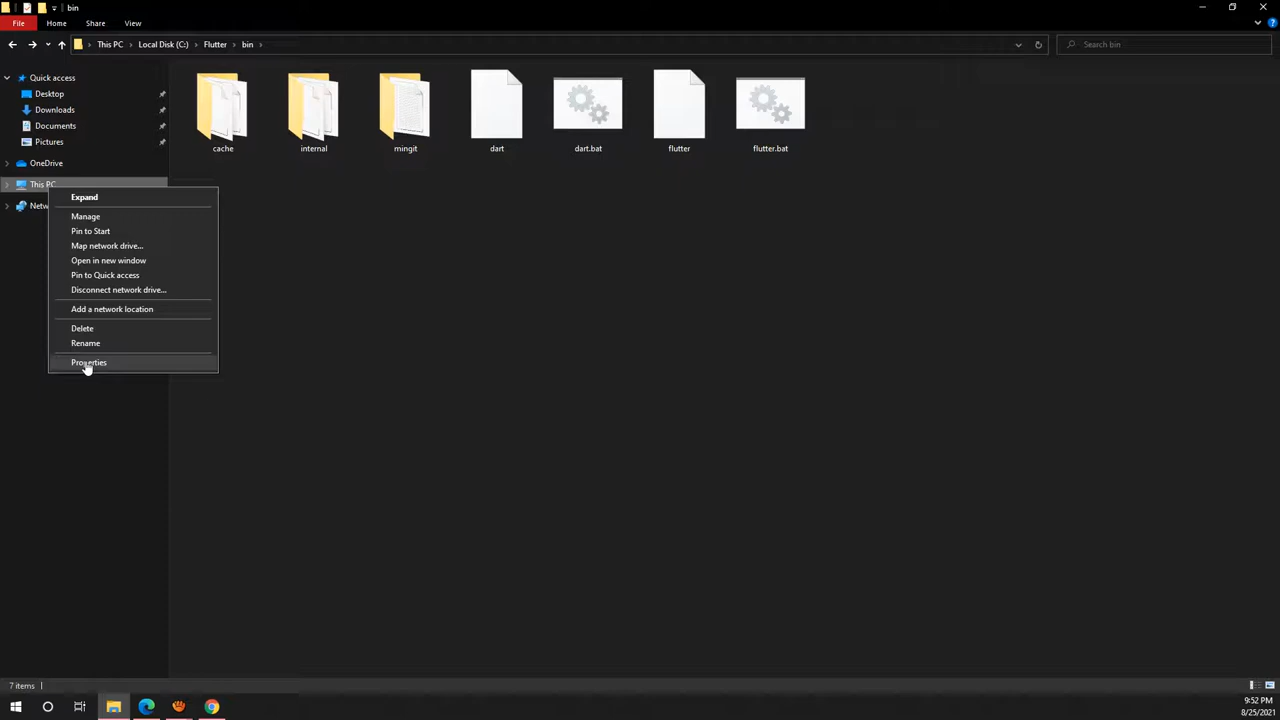 bin
File Home Share View
This PC Local Disk (C:) Flutter bin
Search bin
Quick access
Desktop
Downloads
Documents
Pictures
OneDrive
This PC
Netw
Expand
Manage
Pin to Start
Map network drive...
Open in new window
Pin to Quick access
Disconnect network drive...
Add a network location
Delete
Rename
Properties
cache internal mingit dart dart.bat flutter flutter.bat
7 items
9:52 PM
8/25/2021